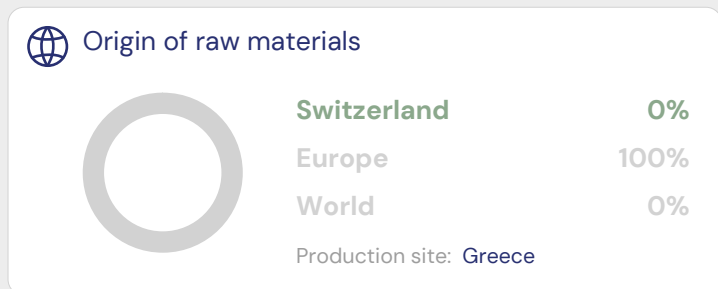 Origin of raw materials
Switzerland 0%
Europe 100%
World 0%
Production site: Greece